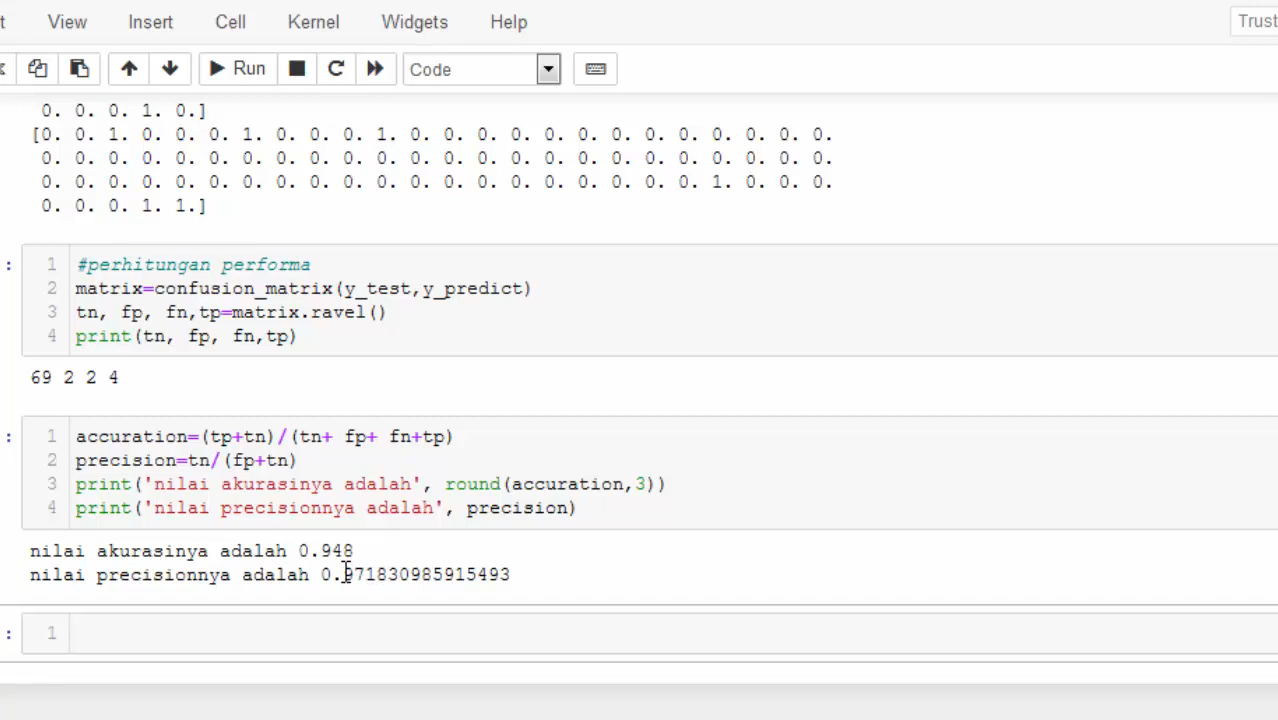 t View Insert Cell Kernel Widgets Help
Trust
Run Code
0. 0. 0. 1. 0.]
[0. 0. 1. 0. 0. 0. 1. 0. 0. 0. 1. 0. 0. 0. 0. 0. 0. 0. 0. 0. 0. 0. 0. 0.
0. 0. 0. 0. 0. 0. 0. 0. 0. 0. 0. 0. 0. 0. 0. 0. 0. 0. 0. 0. 0. 0. 0. 0.
0. 0. 0. 0. 0. 0. 0. 0. 0. 0. 0. 0. 0. 0. 0. 0. 0. 0. 0. 0. 1. 0. 0. 0.
0. 0. 0. 1. 1.]
: 1 #perhitungan performa
2 matrix=confusion_matrix(y_test,y_predict)
3 tn, fp, fn,tp=matrix.ravel()
4 print(tn, fp, fn,tp)
69 2 2 4
: 1 accuration=(tp+tn)/(tn+ fp+ fn+tp)
2 precision=tn/(fp+tn)
3 print('nilai akurasinya adalah', round(accuration,3))
4 print('nilai precisionnya adalah', precision)
nilai akurasinya adalah 0.948
nilai precisionnya adalah 0.971830985915493
: 1